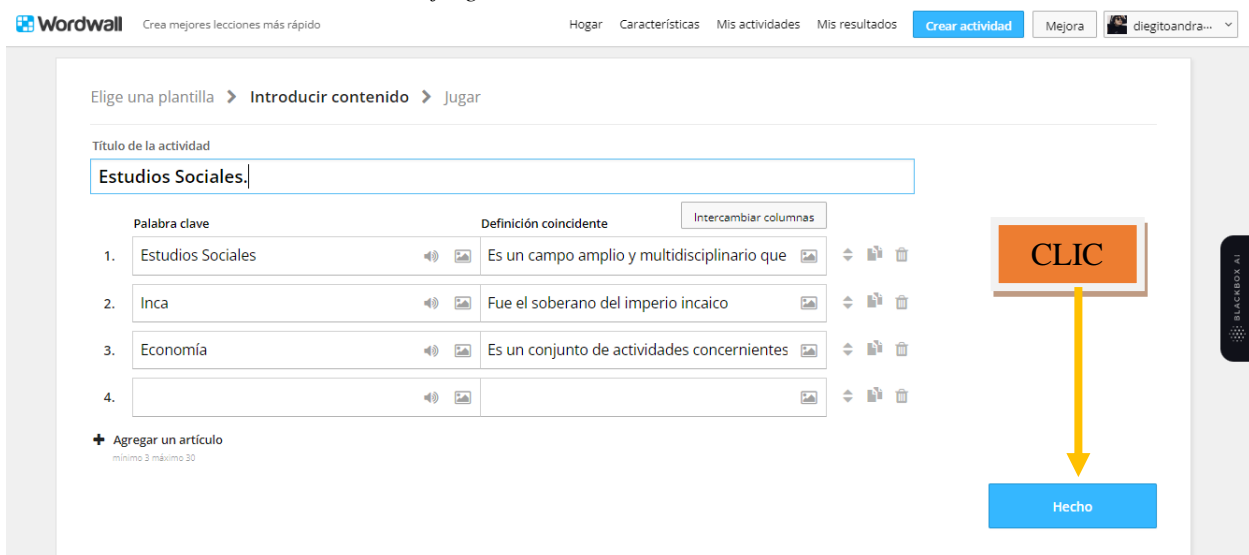 Wordwall Crea mejores lecciones más rápido Hogar Características Mis actividades Mis resultados Crear actividad Mejora diegitoandra...
Elige una plantilla > Introducir contenido > Jugar
Título de la actividad
Estudios Sociales.
Palabra clave Definición coincidente Intercambiar columnas
1. Estudios Sociales Es un campo amplio y multidisciplinario que
2. Inca Fue el soberano del imperio incaico
3. Economía Es un conjunto de actividades concernientes
4.
+ Agregar un artículo
mínimo 3 máximo 30
CLIC
Hecho
BLACKBOX AI